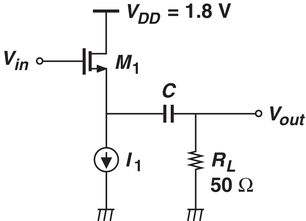 V_DD = 1.8 V
V_in
M_1
C
V_out
I_1
R_L
50 Ω